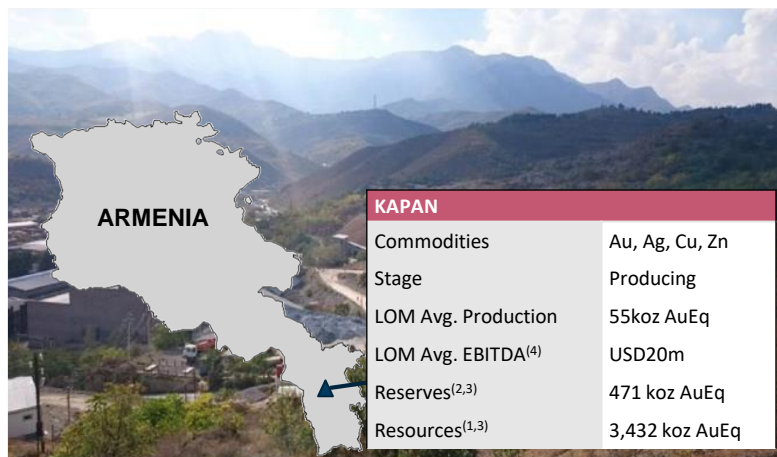 ARMENIA
KAPAN
Commodities Au, Ag, Cu, Zn
Stage Producing
LOM Avg. Production 55koz AuEq
LOM Avg. EBITDA(4) USD20m
Reserves(2,3) 471 koz AuEq
Resources(1,3) 3,432 koz AuEq